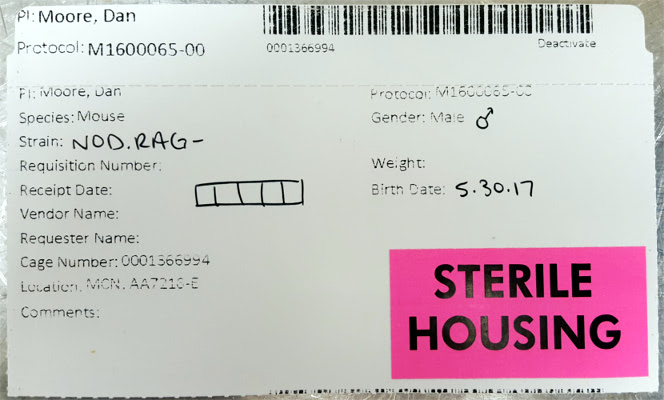 PI: Moore, Dan
Protocol: M1600065-00
0001366994
Deactivate
PI: Moore, Dan
Protocol: M1600065-00
Species: Mouse
Gender: Male ♂
Strain: NOD.RAG-
Requisition Number:
Weight:
Receipt Date:
Birth Date: 5.30.17
Vendor Name:
Requester Name:
Cage Number: 0001366994
Location: MCN, AA7216-E
Comments:
STERILE
HOUSING